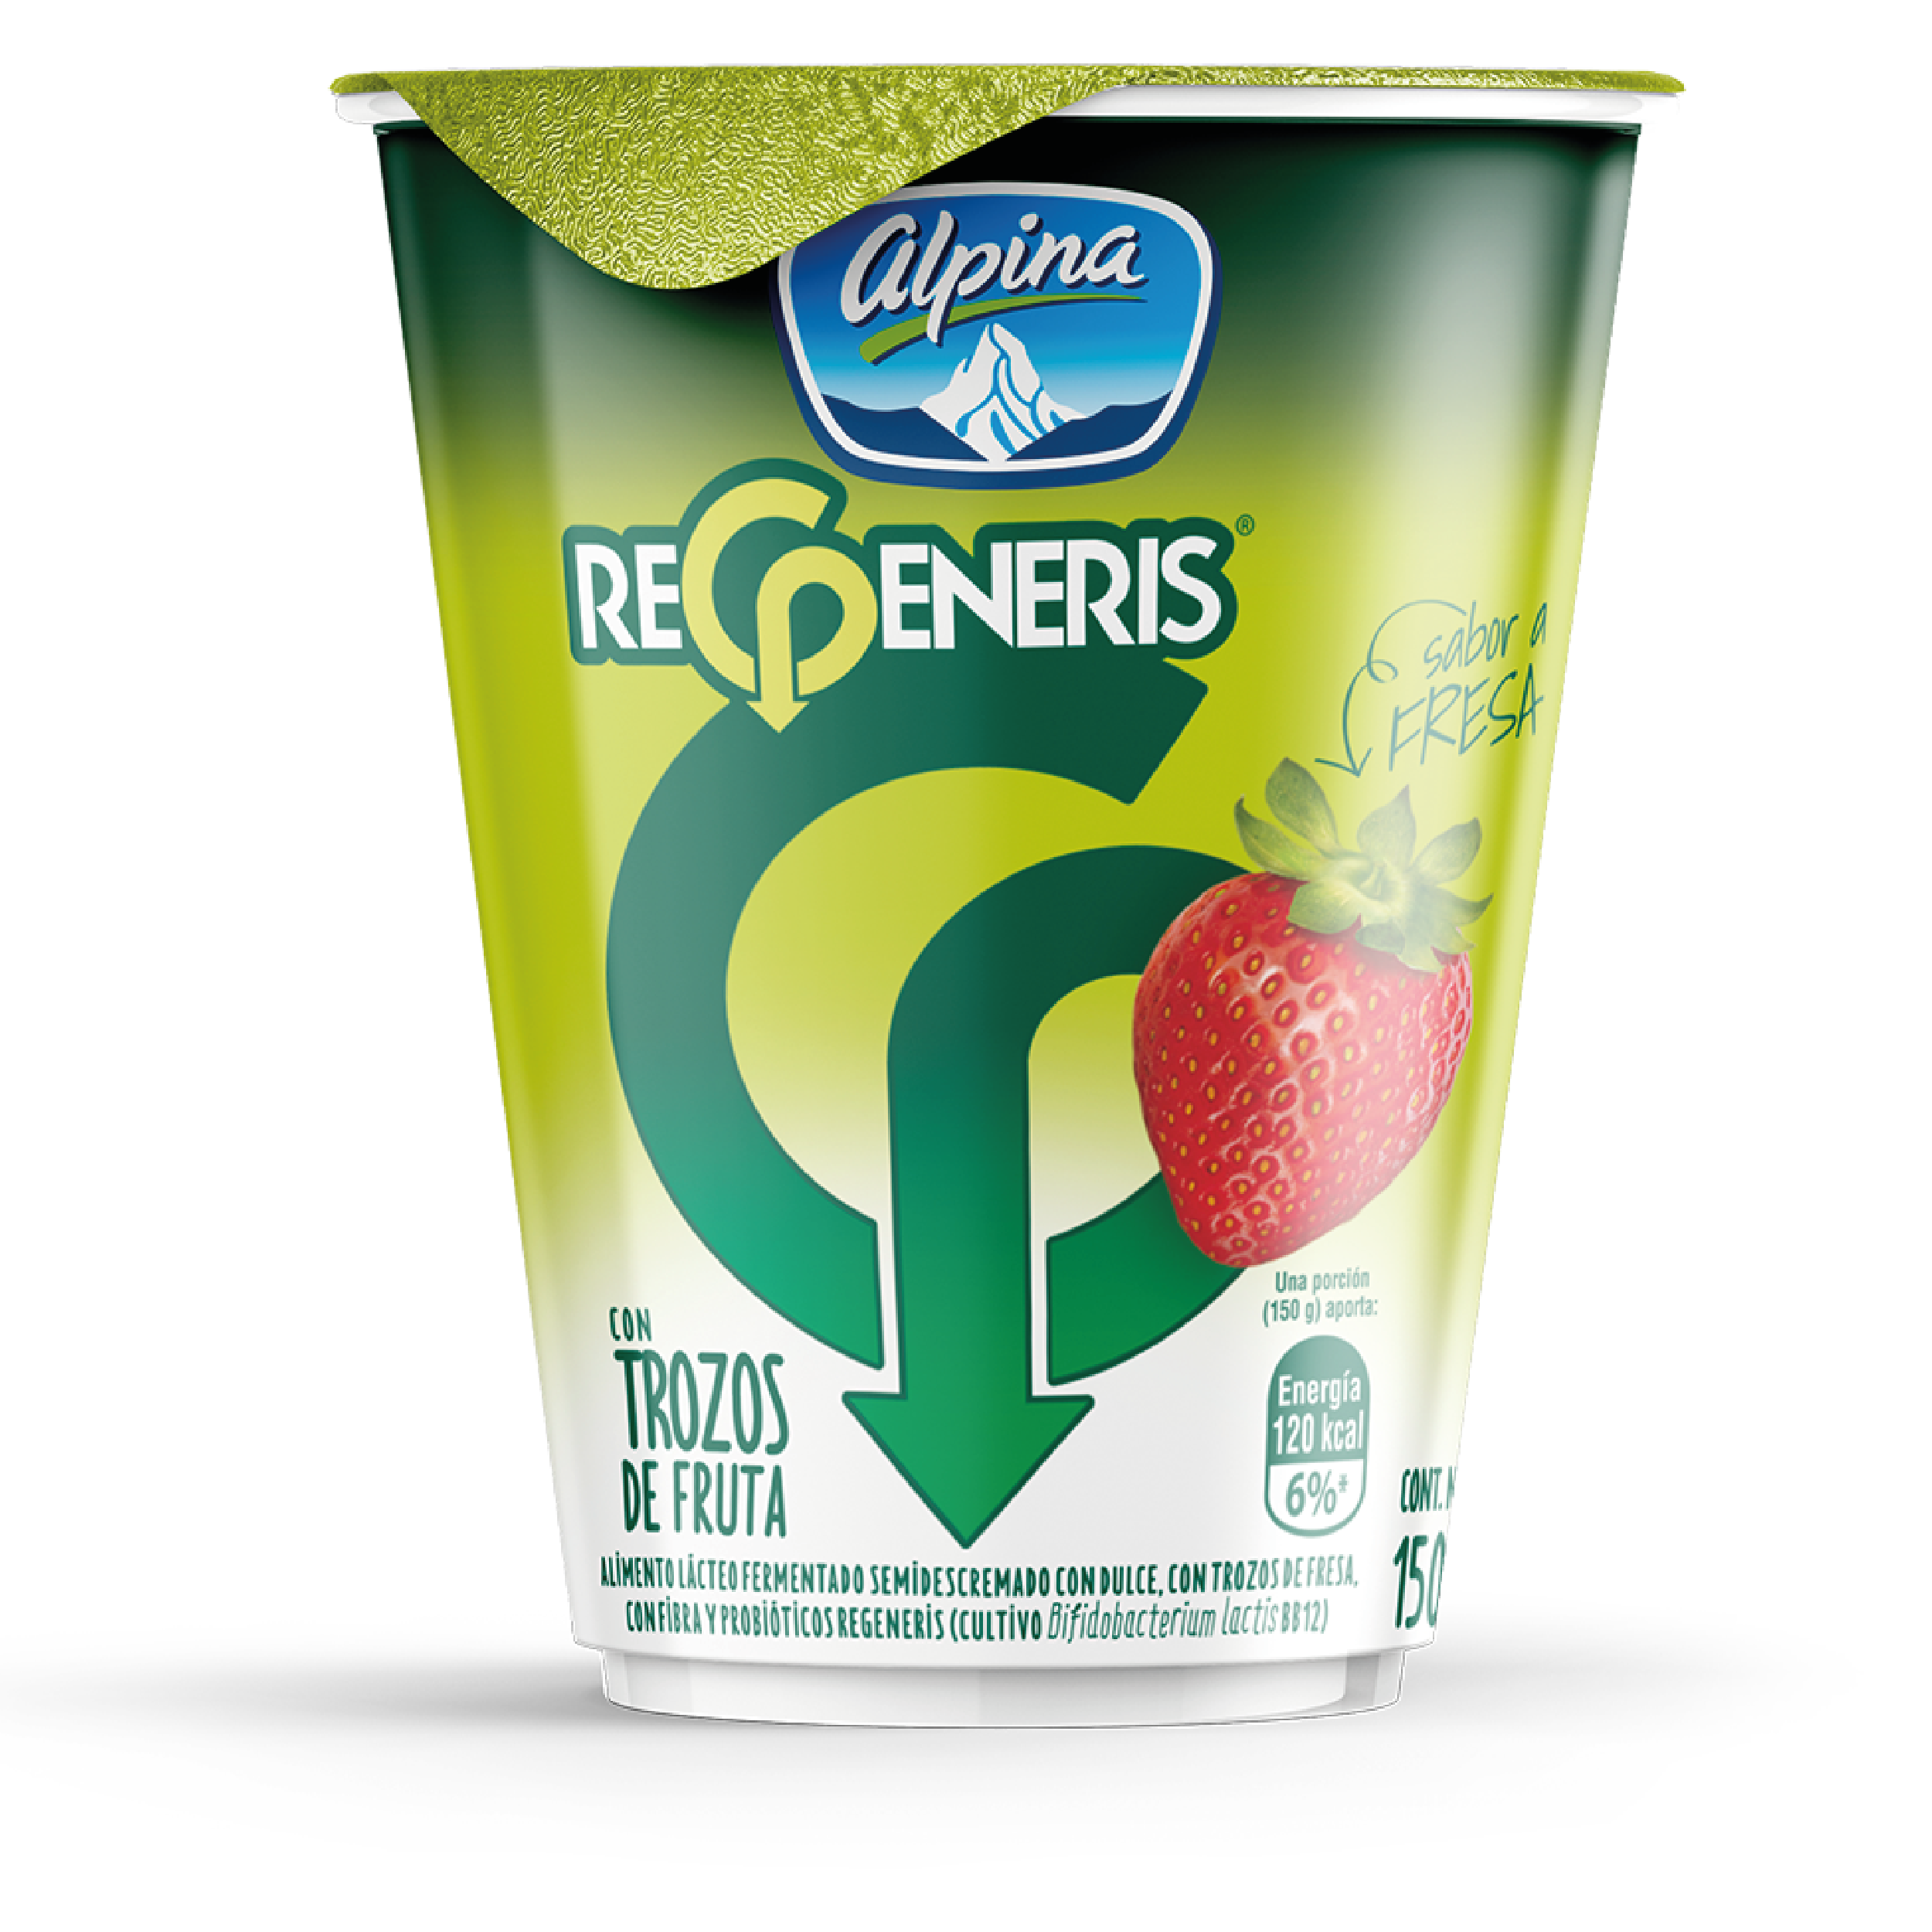 alpina
REGENERIS®
sabor a
FRESA
Una porción
(150 g) aporta:
Energía
120 kcal
6%*
CON
TROZOS
DE FRUTA
CONT.
150
ALIMENTO LÁCTEO FERMENTADO SEMIDESCREMADO CON DULCE, CON TROZOS DE FRESA,
CON FIBRA Y PROBIÓTICOS REGENERIS (CULTIVO Bifidobacterium lactis BB12)